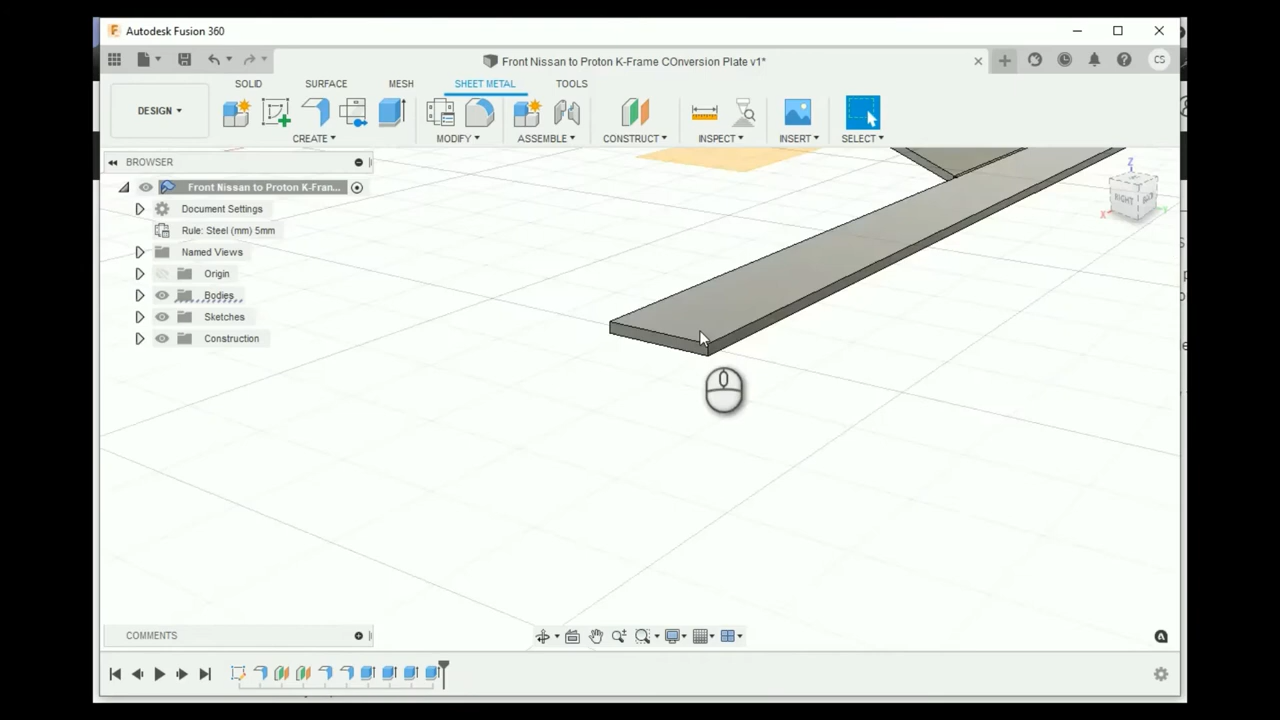 Autodesk Fusion 360
Front Nissan to Proton K-Frame COnversion Plate v1*
CS
DESIGN
SOLID
SURFACE
MESH
SHEET METAL
TOOLS
CREATE
MODIFY
ASSEMBLE
CONSTRUCT
INSPECT
INSERT
SELECT
BROWSER
Front Nissan to Proton K-Fran...
Document Settings
Rule: Steel (mm) 5mm
Named Views
Origin
Bodies
Sketches
Construction
Z
RIGHT
BACK
X
Y
COMMENTS